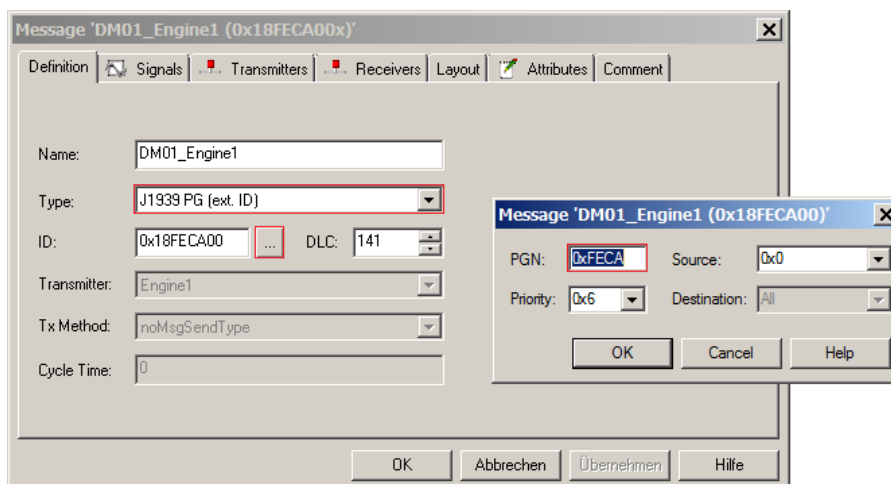 Message 'DM01_Engine1 (0x18FECA00x)'
Definition Signals Transmitters Receivers Layout Attributes Comment
Name: DM01_Engine1
Type: J1939 PG (ext. ID)
ID: 0x18FECA00 ... DLC: 141
Transmitter: Engine1
Tx Method: noMsgSendType
Cycle Time: 0
OK Abbrechen Übernehmen Hilfe
Message 'DM01_Engine1 (0x18FECA00)'
PGN: 0xFECA Source: 0x0
Priority: 0x6 Destination: All
OK Cancel Help